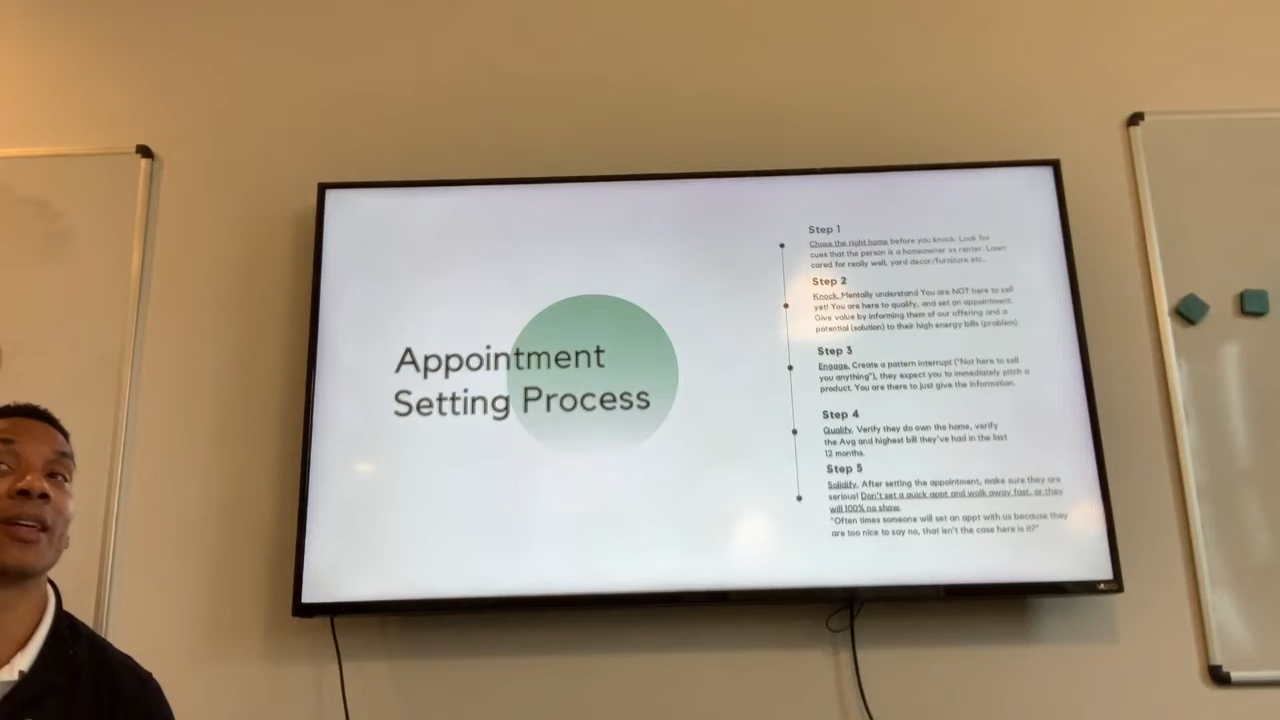 Appointment
Setting Process
Step 1
Chose the right home before you knock. Look for
cues that the person is a homeowner vs renter. Lawn
cared for really well, yard decor/furniture etc..
Step 2
Knock. Mentally understand You are NOT here to sell
yet! You are here to qualify, and set an appointment.
Give value by informing them of our offering and a
potential (solution) to their high energy bills (problem)
Step 3
Engage. Create a pattern interrupt ("Not here to sell
you anything"), they expect you to immediately pitch a
product. You are there to just give the information.
Step 4
Qualify. Verify they do own the home, verify
the Avg and highest bill they've had in the last
12 months.
Step 5
Solidify. After setting the appointment, make sure they are
serious! Don't set a quick appt and walk away fast, or they
will 100% no show.
"Often times someone will set an appt with us because they
are too nice to say no, that isn't the case here is it?"
VIZIO